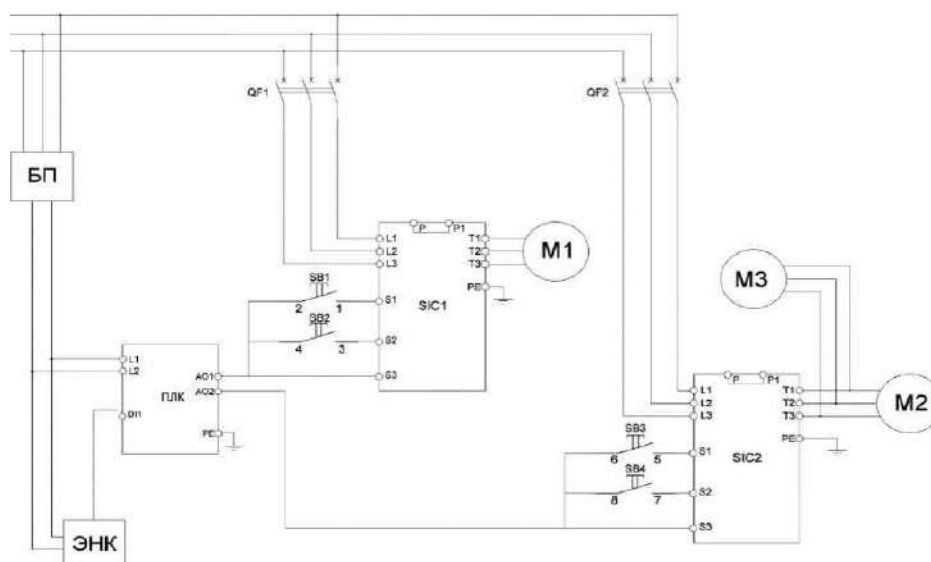 QF1
QF2
БП
P
P1
L1
L2
L3
T1
T2
T3
PE
M1
SB1
2
1
S1
SIC1
SB2
4
3
S2
S3
M3
L1
L2
ПЛК
AO1
AO2
DI1
PE
P
P1
L1
L2
L3
T1
T2
T3
PE
M2
SB3
6
5
S1
SIC2
SB4
8
7
S2
S3
ЭНК